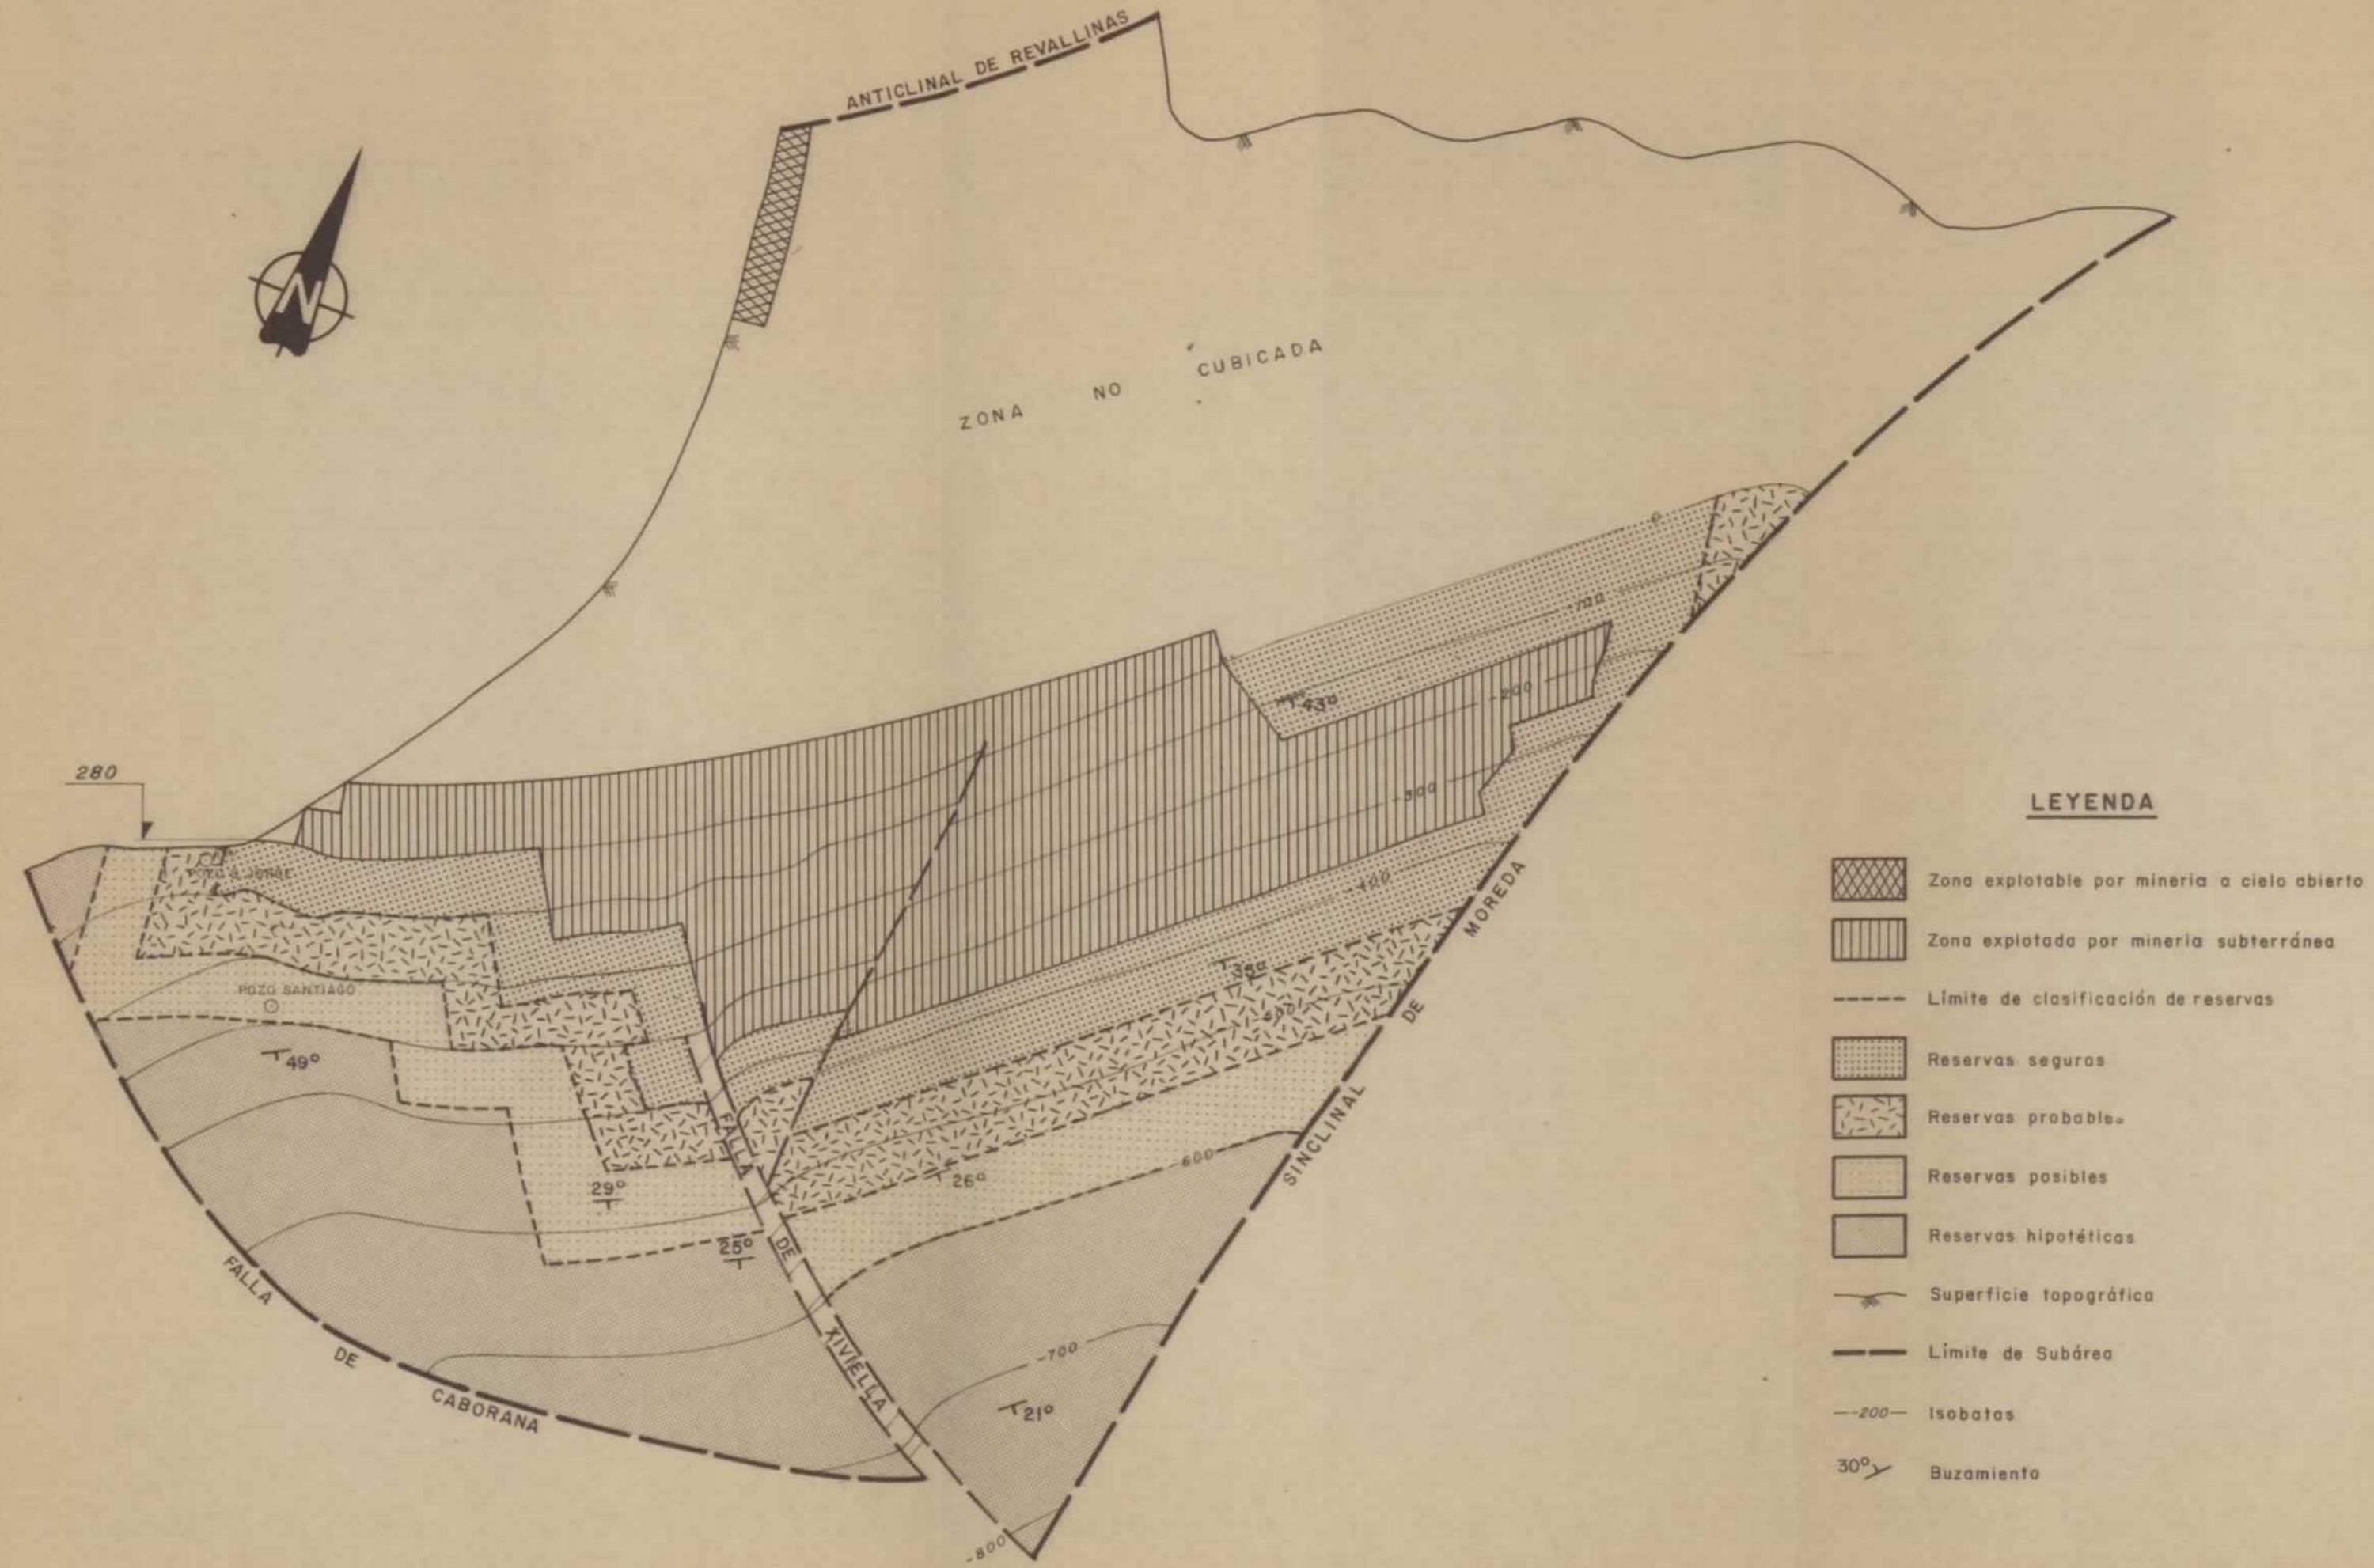 ANTICLINAL DE REVALLINAS
N
ZONA NO CUBICADA
0
-100
43º
-200
280
-300
LEYENDA
POZO S. JORGE
Zona explotable por mineria a cielo abierto
-400
MOREDA
Zona explotada por mineria subterránea
35º
POZO SANTIAGO
Límite de clasificación de reservas
-500
DE
49º
Reservas seguras
FALLA
Reservas probables
SINCLINAL
-600
26º
Reservas posibles
29º
25º
DE
Reservas hipotéticas
FALLA
Superficie topográfica
DE
XIVIELLA
-700
Límite de Subárea
CABORANA
21º
-200 Isobatas
30º Buzamiento
-800